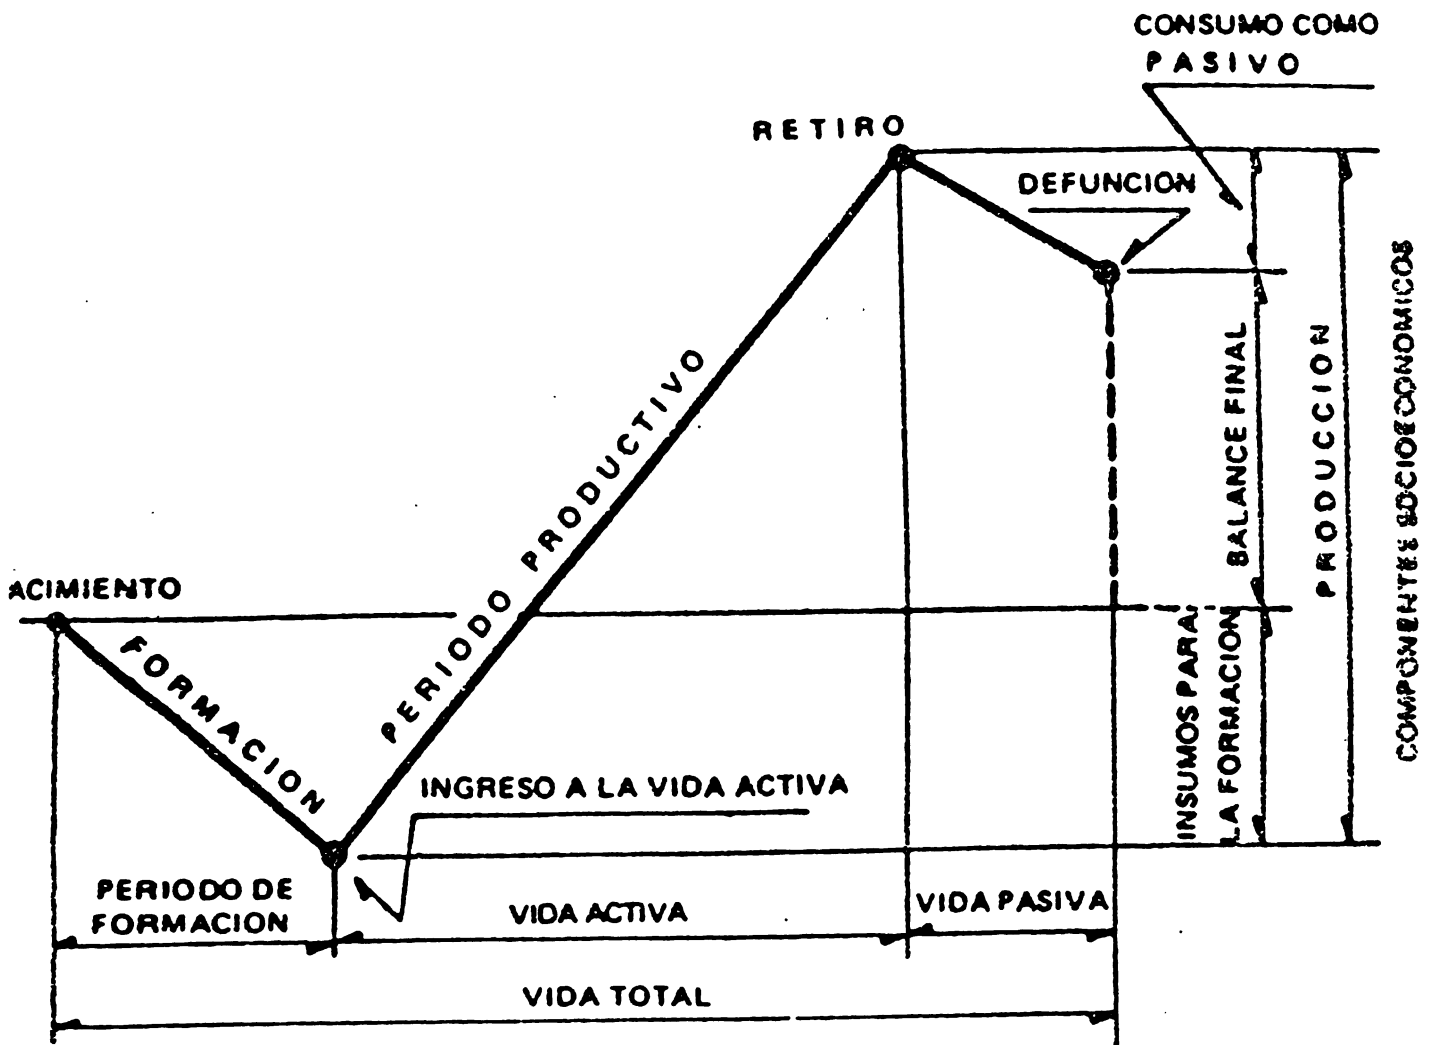 CONSUMO COMO
PASIVO
RETIRO
DEFUNCION
PERIODO PRODUCTIVO
BALANCE FINAL
PRODUCCION
COMPONENTES SOCIOECONOMICOS
ACIMIENTO
FORMACION
INSUMOS PARA
LA FORMACION
INGRESO A LA VIDA ACTIVA
PERIODO DE
FORMACION
VIDA ACTIVA
VIDA PASIVA
VIDA TOTAL